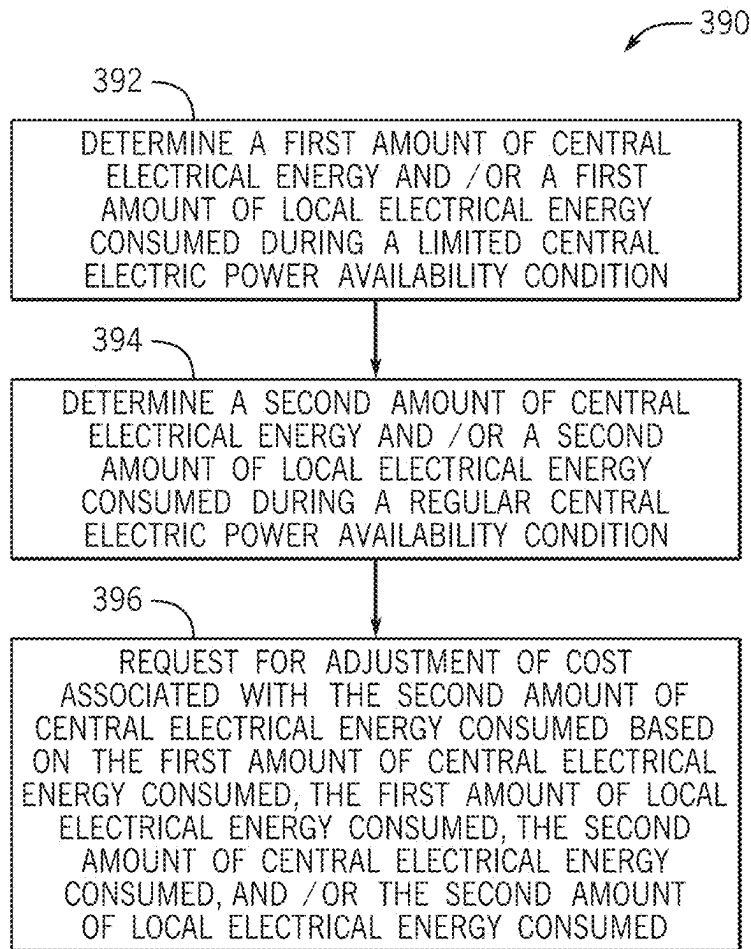 390
392
DETERMINE A FIRST AMOUNT OF CENTRAL
ELECTRICAL ENERGY AND /OR A FIRST
AMOUNT OF LOCAL ELECTRICAL ENERGY
CONSUMED DURING A LIMITED CENTRAL
ELECTRIC POWER AVAILABILITY CONDITION
394
DETERMINE A SECOND AMOUNT OF CENTRAL
ELECTRICAL ENERGY AND /OR A SECOND
AMOUNT OF LOCAL ELECTRICAL ENERGY
CONSUMED DURING A REGULAR CENTRAL
ELECTRIC POWER AVAILABILITY CONDITION
396
REQUEST FOR ADJUSTMENT OF COST
ASSOCIATED WITH THE SECOND AMOUNT OF
CENTRAL ELECTRICAL ENERGY CONSUMED BASED
ON THE FIRST AMOUNT OF CENTRAL ELECTRICAL
ENERGY CONSUMED, THE FIRST AMOUNT OF LOCAL
ELECTRICAL ENERGY CONSUMED, THE SECOND
AMOUNT OF CENTRAL ELECTRICAL ENERGY
CONSUMED, AND /OR THE SECOND AMOUNT
OF LOCAL ELECTRICAL ENERGY CONSUMED